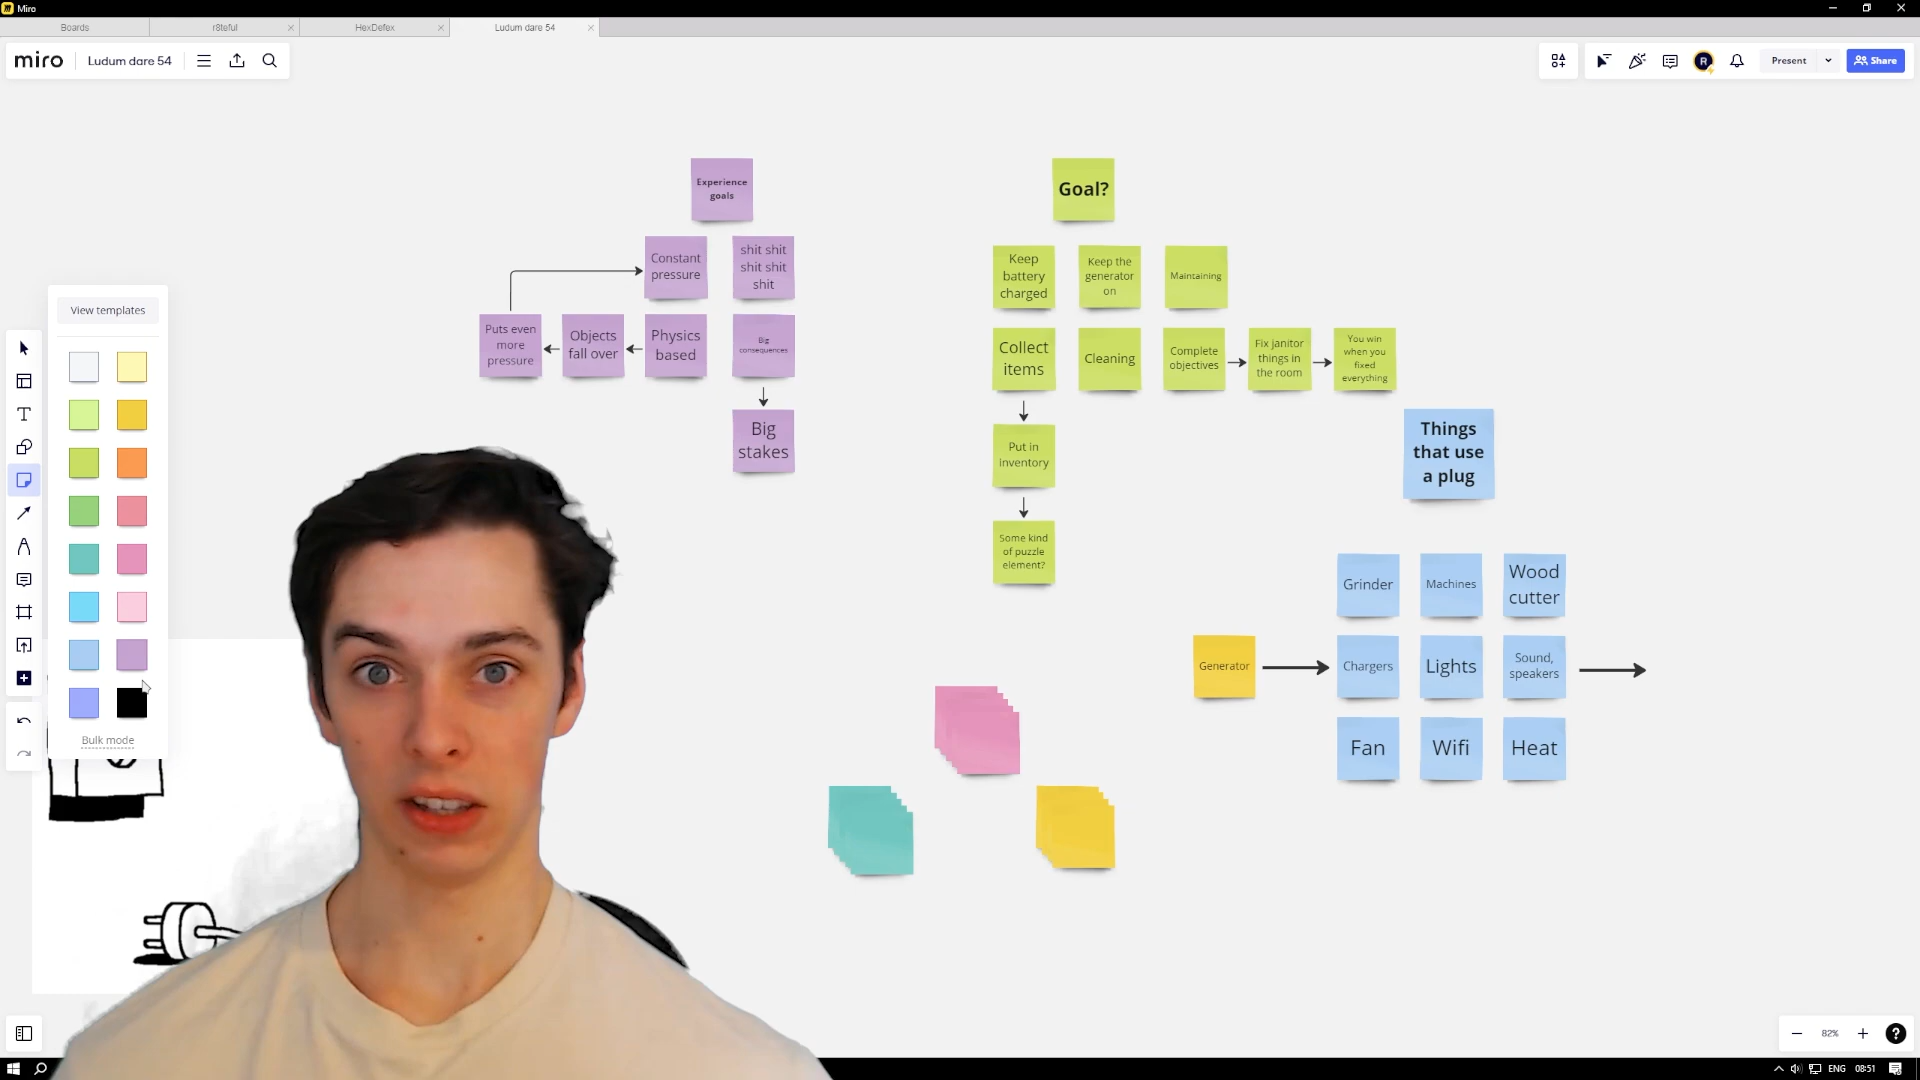 Miro
Boards
r8teful
HexDefex
Ludum dare 54
miro
Ludum dare 54
R
Present
Share
Experience
goals
Goal?
Constant
pressure
shit shit
shit shit shit
shit
Keep
battery
charged
Keep the
generator
on
Maintaining
View templates
Puts even
more
pressure
Objects
fall over
Physics
based
Big
consequences
Collect
items
Cleaning
Complete
objectives
Fix janitor
things in
the room
You win
when you
fixed
everything
Big
stakes
Put in
inventory
Things
that use
a plug
Some kind
of puzzle
element?
Grinder
Machines
Wood
cutter
Generator
Chargers
Lights
Sound,
speakers
Fan
Wifi
Heat
Bulk mode
82%
ENG
08:51